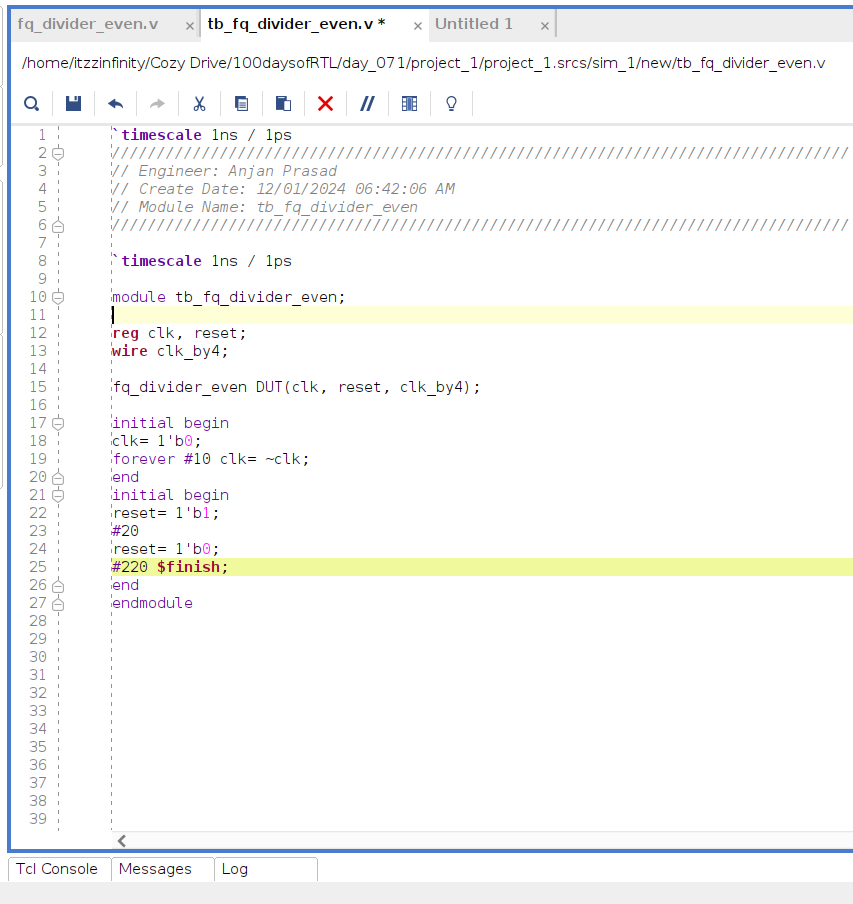 fq_divider_even.v × tb_fq_divider_even.v * × Untitled 1 ×
/home/itzzinfinity/Cozy Drive/100daysofRTL/day_071/project_1/project_1.srcs/sim_1/new/tb_fq_divider_even.v
1 `timescale 1ns / 1ps
2 //////////////////////////////////////////////////////////////////////////////////
3 // Engineer: Anjan Prasad
4 // Create Date: 12/01/2024 06:42:06 AM
5 // Module Name: tb_fq_divider_even
6 //////////////////////////////////////////////////////////////////////////////////
7
8 `timescale 1ns / 1ps
9
10 module tb_fq_divider_even;
11
12 reg clk, reset;
13 wire clk_by4;
14
15 fq_divider_even DUT(clk, reset, clk_by4);
16
17 initial begin
18 clk= 1'b0;
19 forever #10 clk= ~clk;
20 end
21 initial begin
22 reset= 1'b1;
23 #20
24 reset= 1'b0;
25 #220 $finish;
26 end
27 endmodule
28
29
30
31
32
33
34
35
36
37
38
39
Tcl Console Messages Log